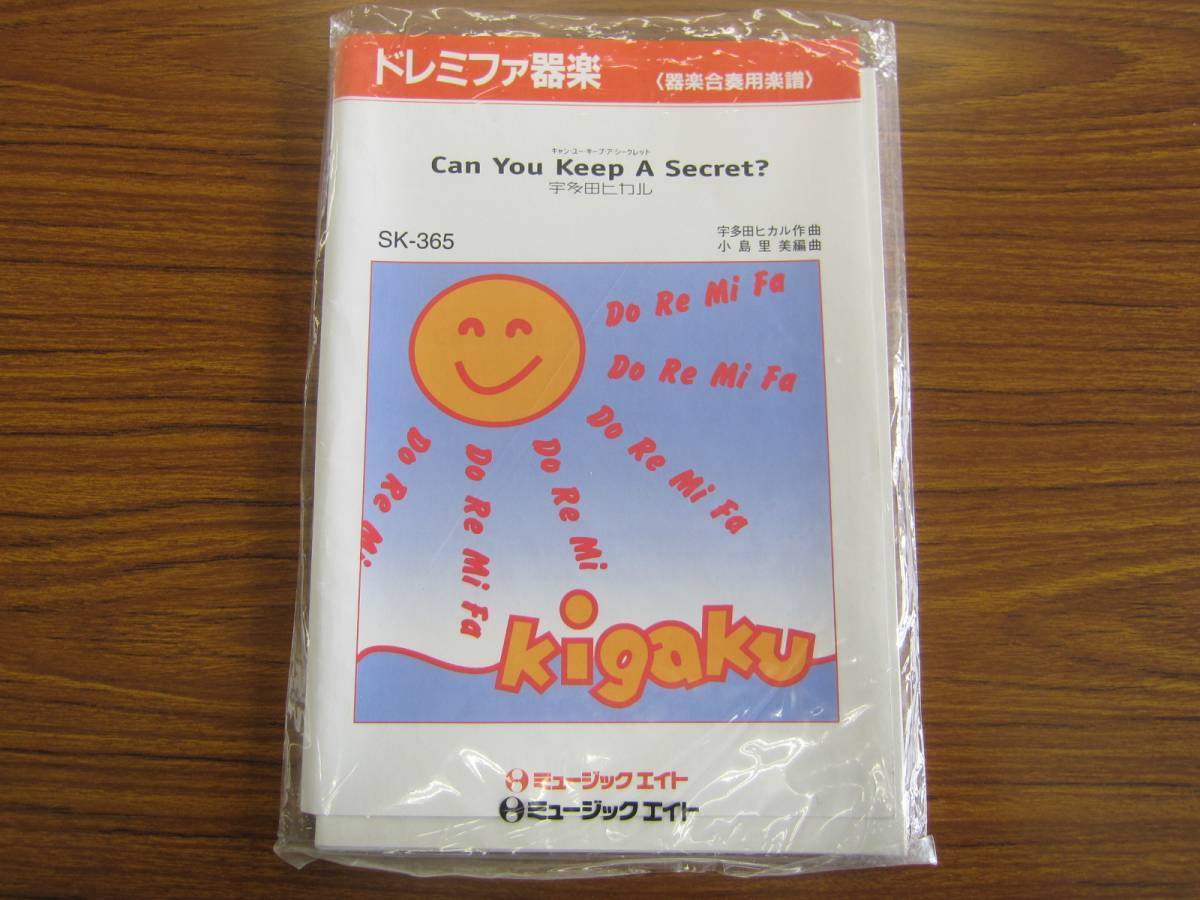 ドレミファ器楽 〈器楽合奏用楽譜〉
キャン・ユー・キープ・ア・シークレット
Can You Keep A Secret?
宇多田ヒカル
SK-365
宇多田ヒカル作曲
小島里美編曲
Do Re Mi Fa
Do Re Mi Fa
Do Re Mi Fa
Do Re Mi
Do Re Mi Fa
Do Re Mi
kigaku
ミュージックエイト
ミュージックエイト